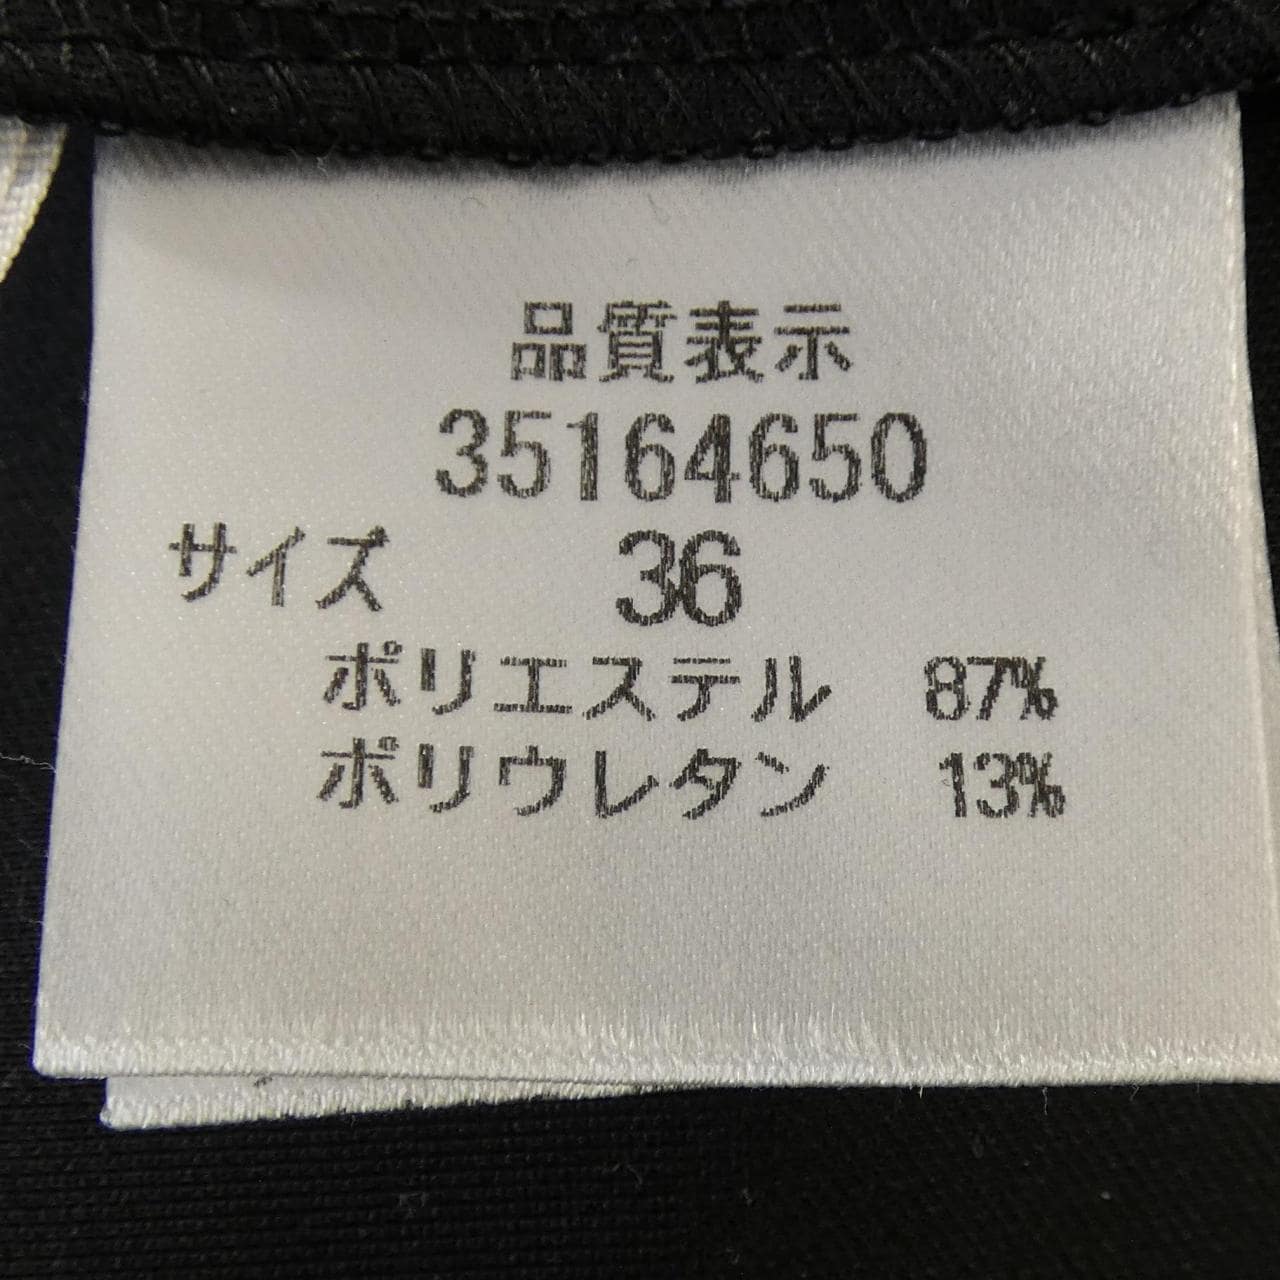 品質表示
35164650
サイズ 36
ポリエステル 87%
ポリウレタン 13%